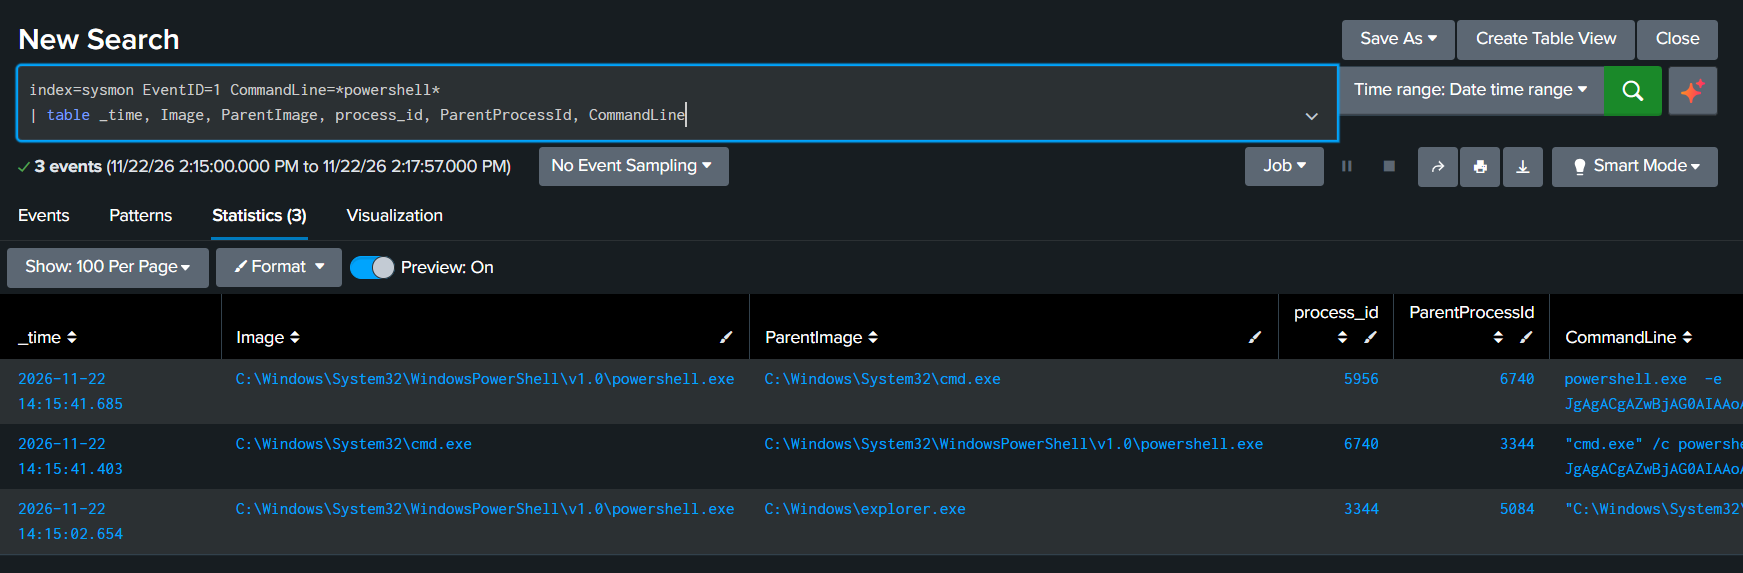 New Search
Save As
Create Table View
Close
index=sysmon EventID=1 CommandLine=*powershell*
| table _time, Image, ParentImage, process_id, ParentProcessId, CommandLine
Time range: Date time range
3 events (11/22/26 2:15:00.000 PM to 11/22/26 2:17:57.000 PM)
No Event Sampling
Job
Smart Mode
Events
Patterns
Statistics (3)
Visualization
Show: 100 Per Page
Format
Preview: On
_time
Image
ParentImage
process_id
ParentProcessId
CommandLine
2026-11-22
14:15:41.685
C:\Windows\System32\WindowsPowerShell\v1.0\powershell.exe
C:\Windows\System32\cmd.exe
5956
6740
powershell.exe  -e
JgAgACgAZwBjAG0AIAAo
2026-11-22
14:15:41.403
C:\Windows\System32\cmd.exe
C:\Windows\System32\WindowsPowerShell\v1.0\powershell.exe
6740
3344
"cmd.exe" /c powersh
JgAgACgAZwBjAG0AIAAo
2026-11-22
14:15:02.654
C:\Windows\System32\WindowsPowerShell\v1.0\powershell.exe
C:\Windows\explorer.exe
3344
5084
"C:\Windows\System32\